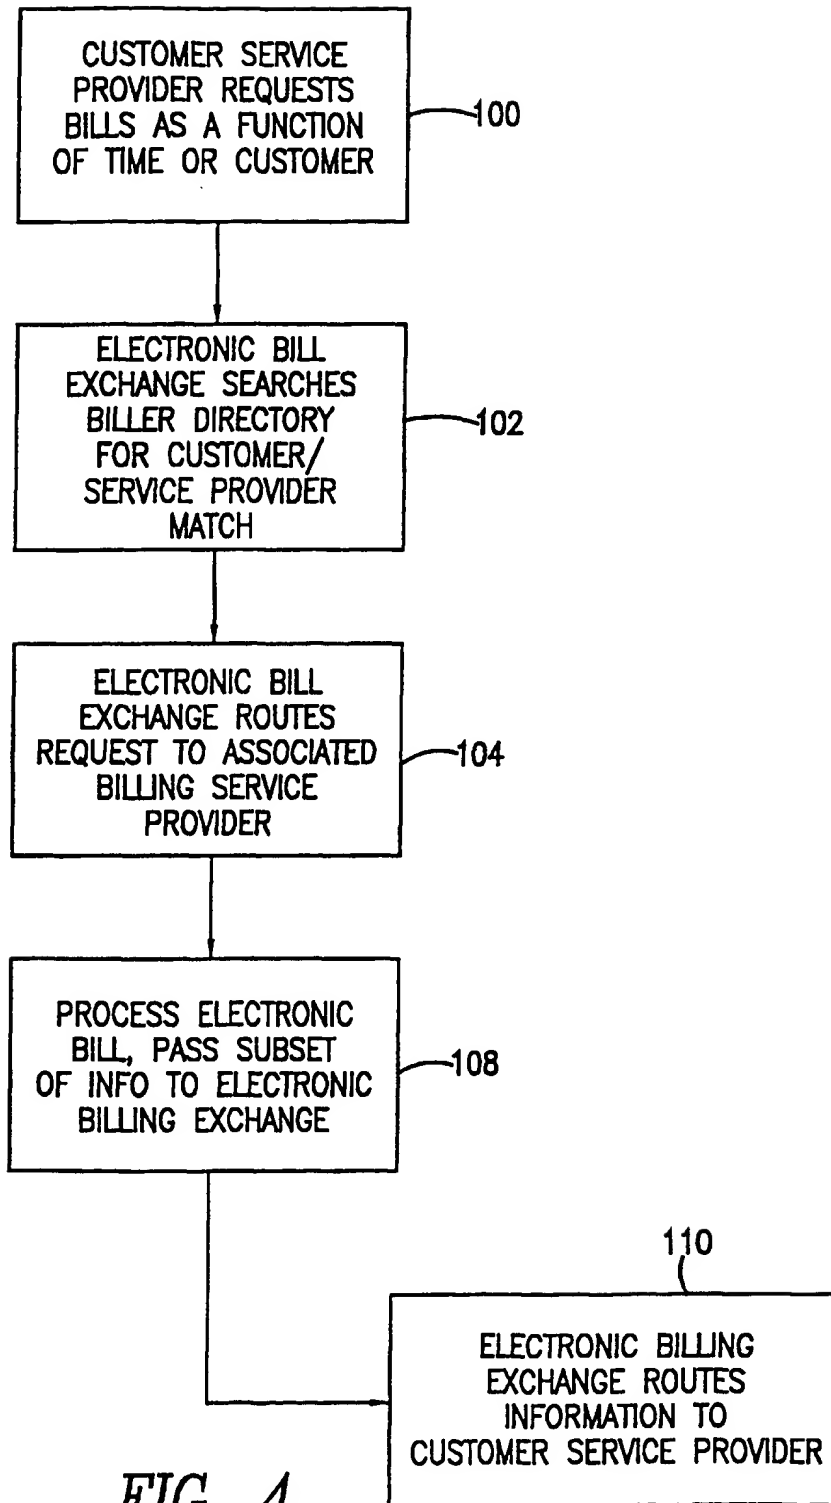 CUSTOMER SERVICE
PROVIDER REQUESTS
BILLS AS A FUNCTION
OF TIME OR CUSTOMER
100
ELECTRONIC BILL
EXCHANGE SEARCHES
BILLER DIRECTORY
FOR CUSTOMER/
SERVICE PROVIDER
MATCH
102
ELECTRONIC BILL
EXCHANGE ROUTES
REQUEST TO ASSOCIATED
BILLING SERVICE
PROVIDER
104
PROCESS ELECTRONIC
BILL, PASS SUBSET
OF INFO TO ELECTRONIC
BILLING EXCHANGE
108
110
ELECTRONIC BILLING
EXCHANGE ROUTES
INFORMATION TO
CUSTOMER SERVICE PROVIDER
FIG. 4